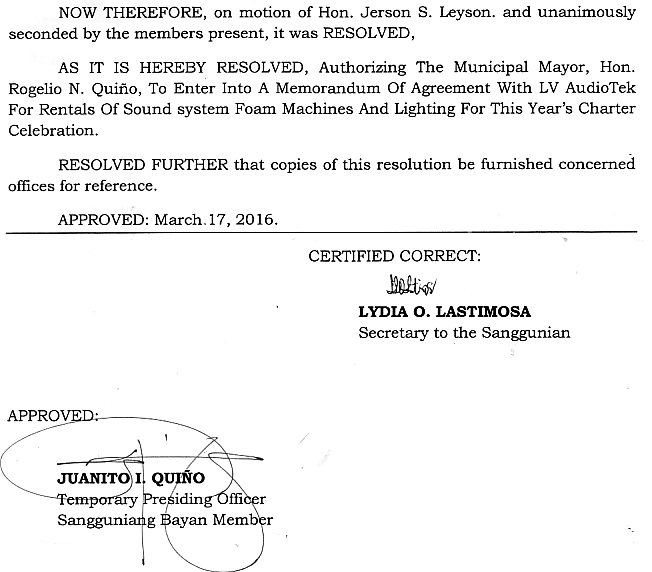 NOW THEREFORE, on motion of Hon. Jerson S. Leyson. and unanimously
seconded by the members present, it was RESOLVED,
AS IT IS HEREBY RESOLVED, Authorizing The Municipal Mayor, Hon.
Rogelio N. Quiño, To Enter Into A Memorandum Of Agreement With LV AudioTek
For Rentals Of Sound system Foam Machines And Lighting For This Year's Charter
Celebration.
RESOLVED FURTHER that copies of this resolution be furnished concerned
offices for reference.
APPROVED: March.17, 2016.
CERTIFIED CORRECT:
LYDIA O. LASTIMOSA
Secretary to the Sanggunian
APPROVED:
JUANITO I. QUIÑO
Temporary Presiding Officer
Sangguniang Bayan Member